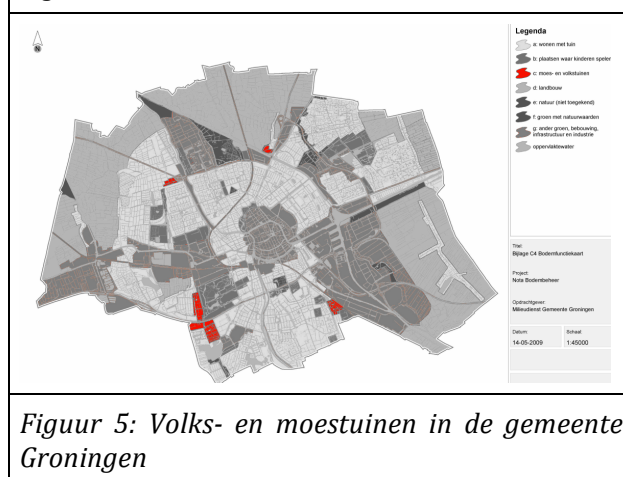 N
Legenda
a: wonen met tuin
b: plaatsen waar kinderen spelen
c: moes- en volkstuinen
d: landbouw
e: natuur (niet toegekend)
f: groen met natuurwaarden
g: ander groen, bebouwing,
infrastructuur en industrie
oppervlaktewater
Titel:
Bijlage C4 Bodemfunctiekaart
Project:
Nota Bodembeheer
Opdrachtgever:
Milieudienst Gemeente Groningen
Datum:
14-05-2009
Schaal:
1:45000
Figuur 5: Volks- en moestuinen in de gemeente
Groningen